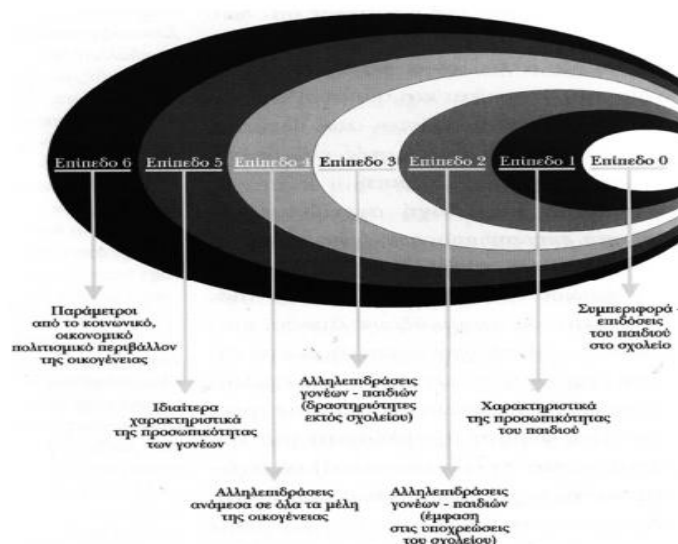 Επίπεδο 6 Επίπεδο 5 Επίπεδο 4 Επίπεδο 3 Επίπεδο 2 Επίπεδο 1 Επίπεδο 0
Παράμετροι
από το κοινωνικό,
οικονομικό
πολιτισμικό περιβάλλον
της οικογένειας
Ιδιαίτερα
χαρακτηριστικά
της προσωπικότητας
των γονέων
Αλληλεπιδράσεις
ανάμεσα σε όλα τα μέλη
της οικογένειας
Αλληλεπιδράσεις
γονέων - παιδιών
(δραστηριότητες
εκτός σχολείου)
Αλληλεπιδράσεις
γονέων - παιδιών
(έμφαση
στις υποχρεώσεις
του σχολείου)
Χαρακτηριστικά
της προσωπικότητας
του παιδιού
Συμπεριφορά -
επιδόσεις
του παιδιού
στο σχολείο